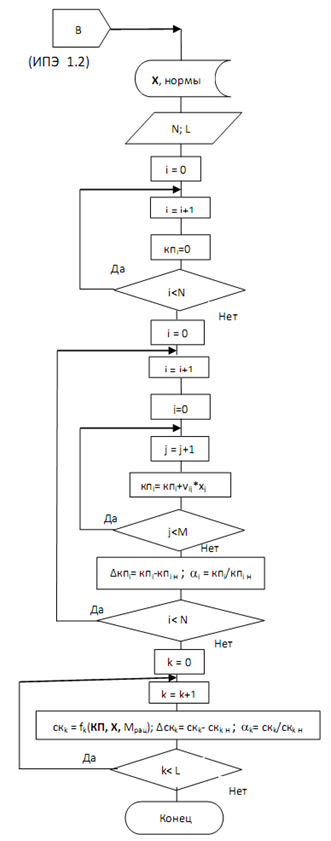 В
(ИПЭ 1.2)
X, нормы
N; L
i = 0
i = i+1
кпᵢ=0
Да
i<N
Нет
i = 0
i = i+1
j=0
j = j+1
кпᵢ= кпᵢ+vᵢⱼ*xⱼ
Да
j<M
Нет
Δкпᵢ= кпᵢ-кпᵢ н ; αᵢ = кпᵢ/кпᵢ н
Да
i< N
Нет
k = 0
k = k+1
скₖ = fₖ(КП, X, Mрац); Δскₖ= скₖ- скₖ н ; αₖ= скₖ/скₖ н
Да
k< L
Нет
Конец